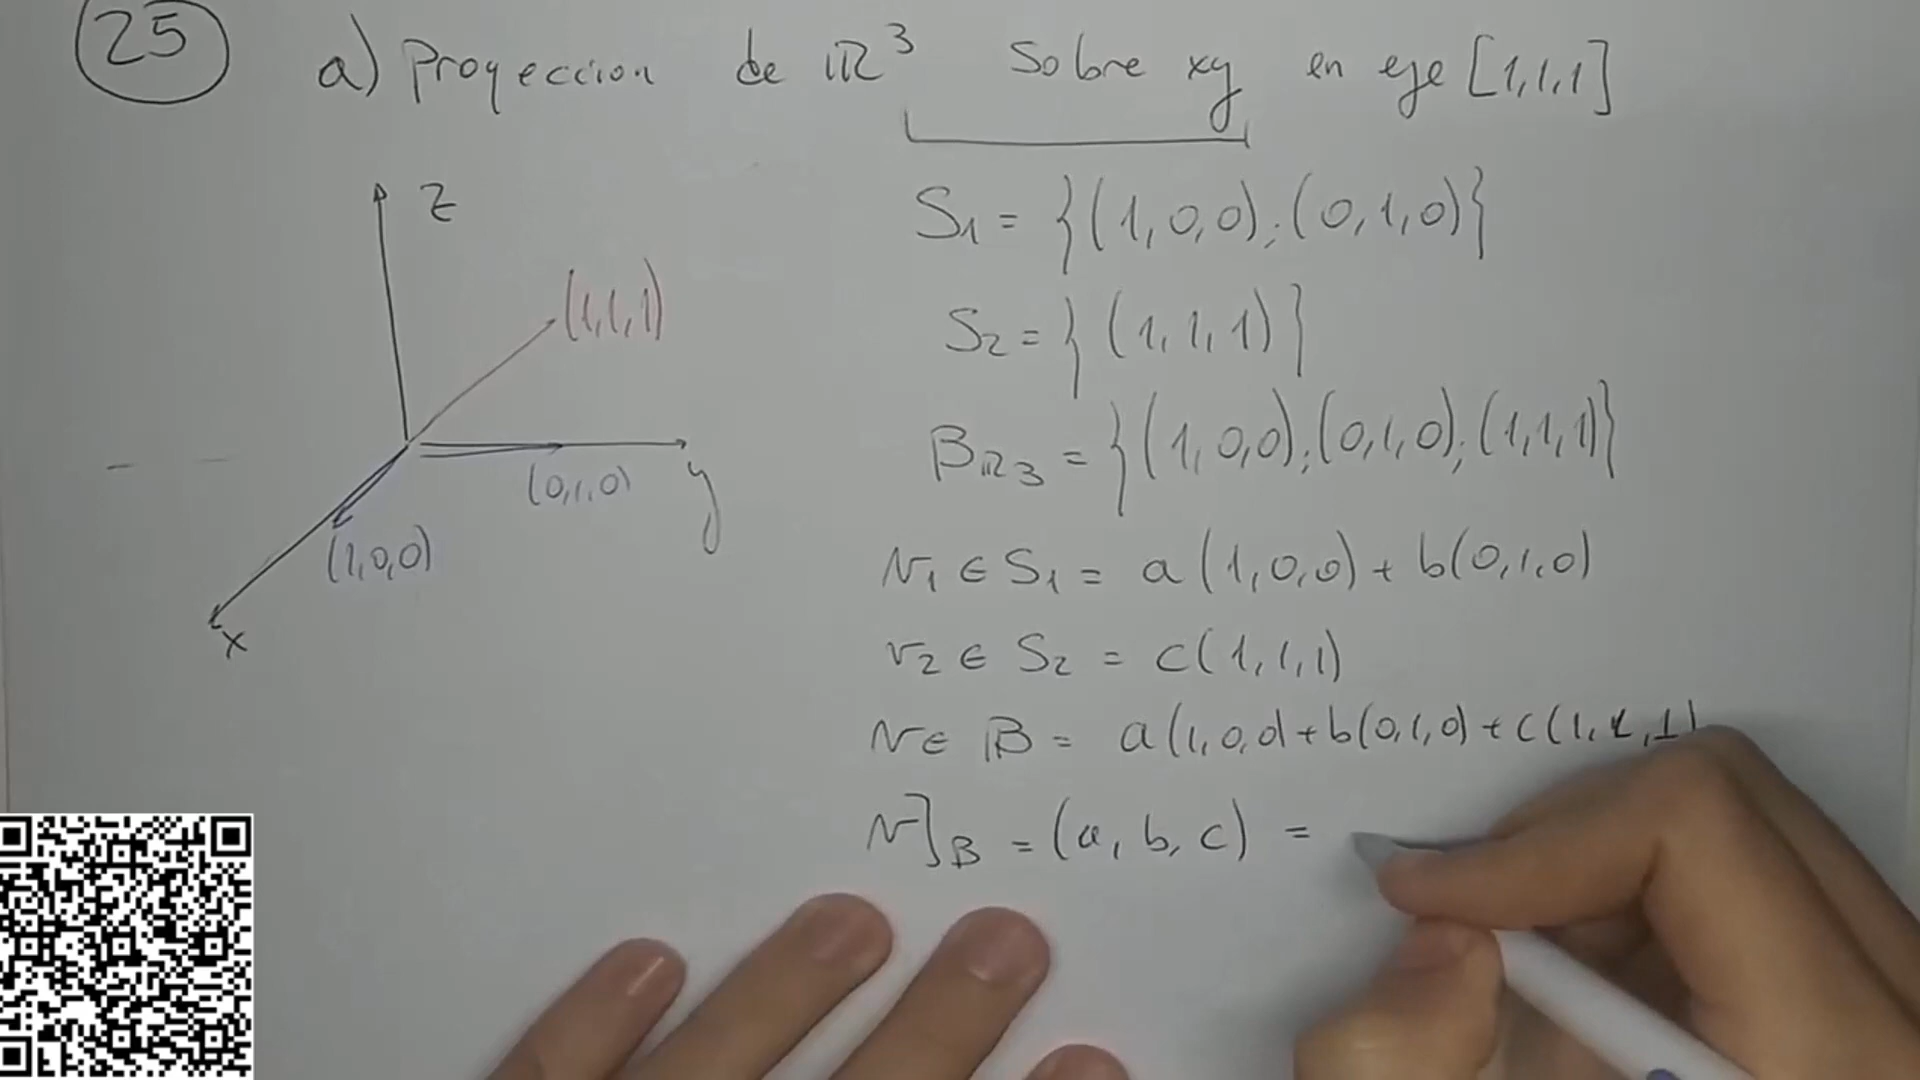 25 a) Proyeccion de ℝ³ Sobre xy en eje [1,1,1]
z
(1,1,1)
(0,1,0)
y
(1,0,0)
x
S₁ = {(1,0,0);(0,1,0)}
S₂ = {(1,1,1)}
Bℝ3 = {(1,0,0);(0,1,0);(1,1,1)}
v₁ ∈ S₁ = a(1,0,0) + b(0,1,0)
v₂ ∈ S₂ = c(1,1,1)
v ∈ B = a(1,0,0) + b(0,1,0) + c(1,1,1)
v]B = (a, b, c) =